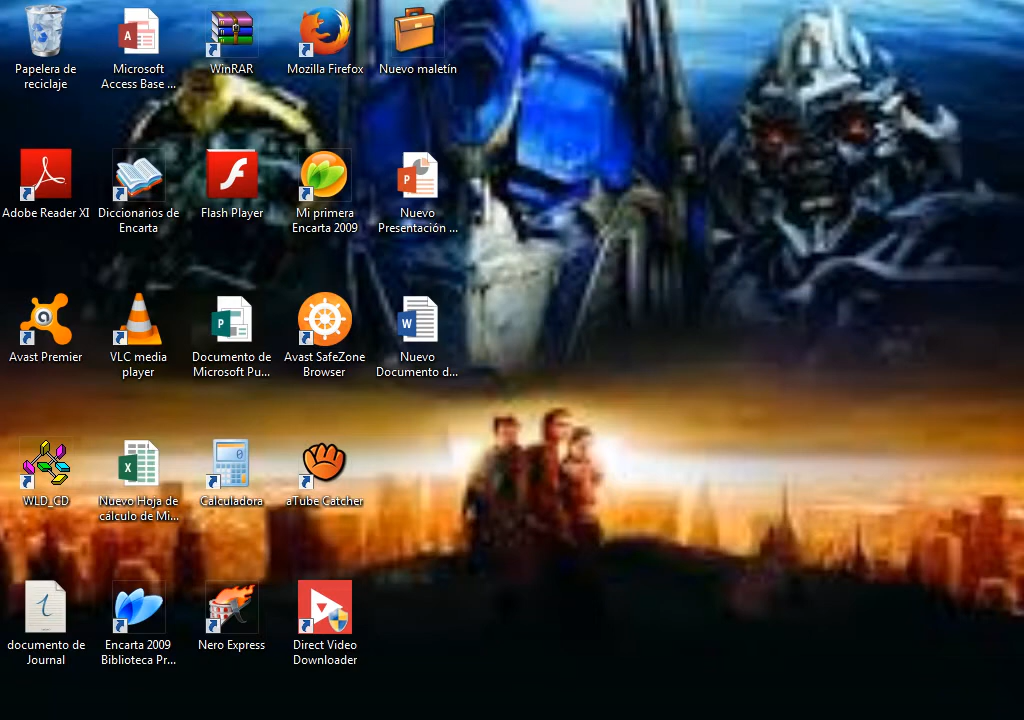 Papelera de
reciclaje
Microsoft
Access Base ...
WinRAR
Mozilla Firefox
Nuevo maletín
Adobe Reader XI
Diccionarios de
Encarta
Flash Player
Mi primera
Encarta 2009
Nuevo
Presentación ...
Avast Premier
VLC media
player
Documento de
Microsoft Pu...
Avast SafeZone
Browser
Nuevo
Documento d...
WLD_CD
Nuevo Hoja de
cálculo de Mi...
Calculadora
aTube Catcher
documento de
Journal
Encarta 2009
Biblioteca Pr...
Nero Express
Direct Video
Downloader